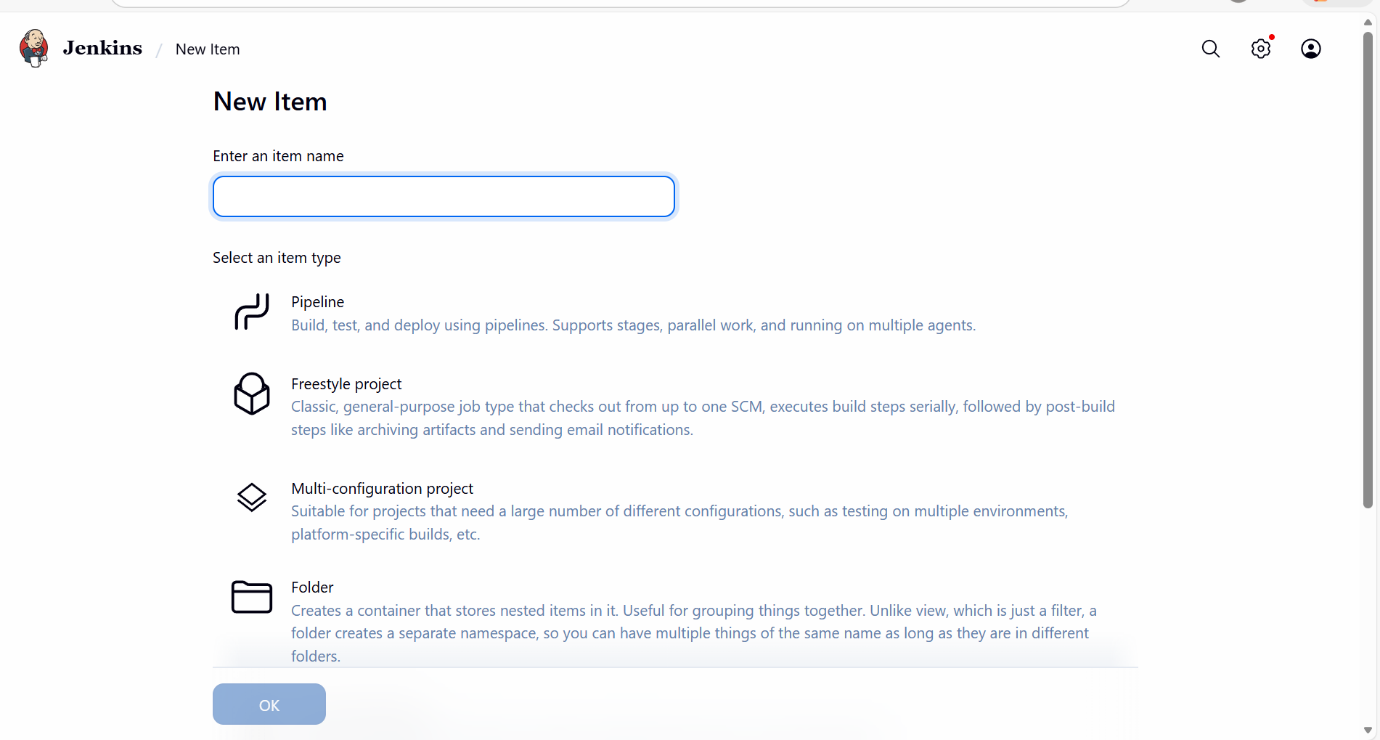 Jenkins / New Item
New Item
Enter an item name
Select an item type
Pipeline
Build, test, and deploy using pipelines. Supports stages, parallel work, and running on multiple agents.
Freestyle project
Classic, general-purpose job type that checks out from up to one SCM, executes build steps serially, followed by post-build
steps like archiving artifacts and sending email notifications.
Multi-configuration project
Suitable for projects that need a large number of different configurations, such as testing on multiple environments,
platform-specific builds, etc.
Folder
Creates a container that stores nested items in it. Useful for grouping things together. Unlike view, which is just a filter, a
folder creates a separate namespace, so you can have multiple things of the same name as long as they are in different
folders.
OK